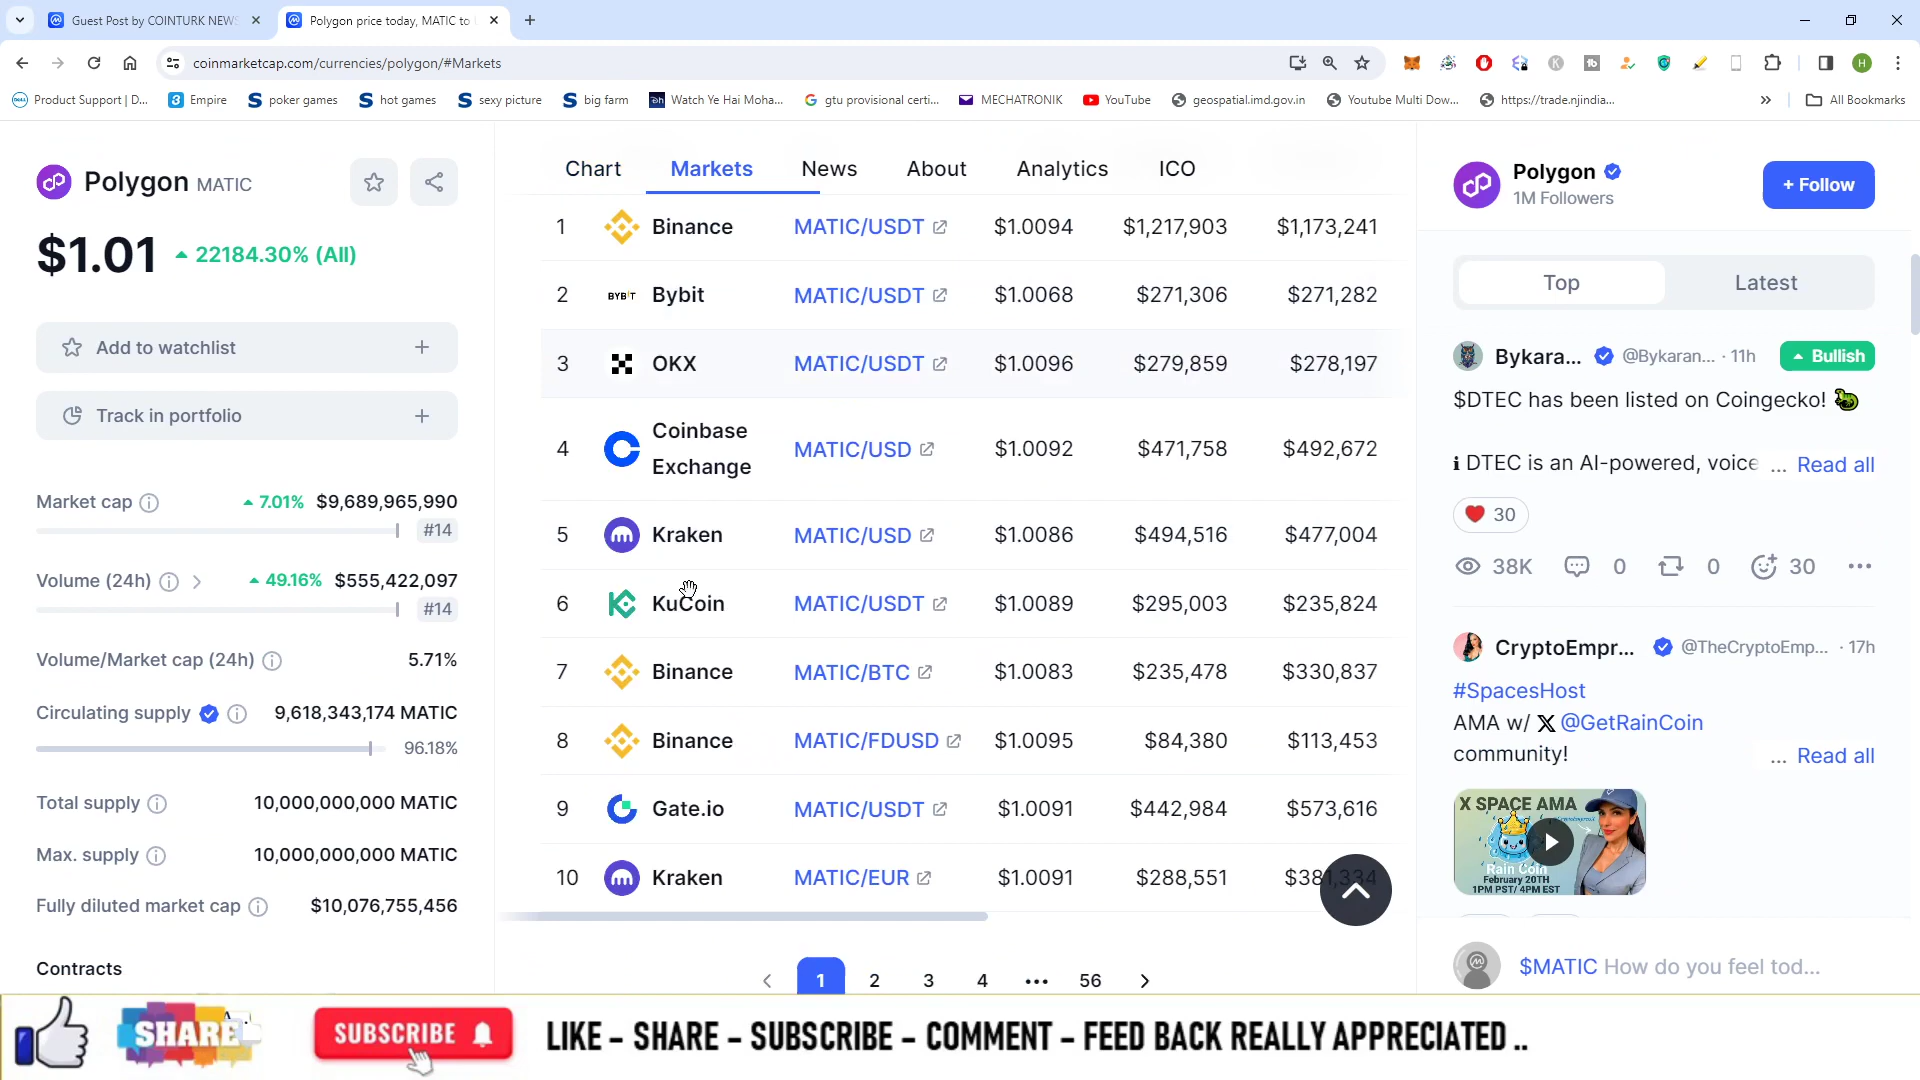 Guest Post by COINTURK NEWS
Polygon price today, MATIC to
coinmarketcap.com/currencies/polygon/#Markets
Product Support | D...
Empire
poker games
hot games
sexy picture
big farm
Watch Ye Hai Moha...
gtu provisional certi...
MECHATRONIK
YouTube
geospatial.imd.gov.in
Youtube Multi Dow...
https://trade.njindia...
All Bookmarks
Polygon MATIC
$1.01 22184.30% (All)
Add to watchlist
Track in portfolio
Market cap 7.01% $9,689,965,990
#14
Volume (24h) 49.16% $555,422,097
#14
Volume/Market cap (24h) 5.71%
Circulating supply 9,618,343,174 MATIC
96.18%
Total supply 10,000,000,000 MATIC
Max. supply 10,000,000,000 MATIC
Fully diluted market cap $10,076,755,456
Contracts
Chart Markets News About Analytics ICO
1 Binance MATIC/USDT $1.0094 $1,217,903 $1,173,241
2 BYBIT Bybit MATIC/USDT $1.0068 $271,306 $271,282
3 OKX MATIC/USDT $1.0096 $279,859 $278,197
4 Coinbase Exchange MATIC/USD $1.0092 $471,758 $492,672
5 Kraken MATIC/USD $1.0086 $494,516 $477,004
6 KuCoin MATIC/USDT $1.0089 $295,003 $235,824
7 Binance MATIC/BTC $1.0083 $235,478 $330,837
8 Binance MATIC/FDUSD $1.0095 $84,380 $113,453
9 Gate.io MATIC/USDT $1.0091 $442,984 $573,616
10 Kraken MATIC/EUR $1.0091 $288,551 $381,334
1 2 3 4 ... 56
Polygon
1M Followers
+ Follow
Top Latest
Bykara... @Bykaran... · 11h Bullish
$DTEC has been listed on Coingecko!
ℹ DTEC is an AI-powered, voice ... Read all
30
38K 0 0 30
CryptoEmpr... @TheCryptoEmp... · 17h
#SpacesHost
AMA w/ X @GetRainCoin
community! ... Read all
X SPACE AMA
Rain Coin
February 20TH
1PM PST/ 4PM EST
$MATIC How do you feel tod...
SHARE
SUBSCRIBE
LIKE – SHARE – SUBSCRIBE – COMMENT – FEED BACK REALLY APPRECIATED ..